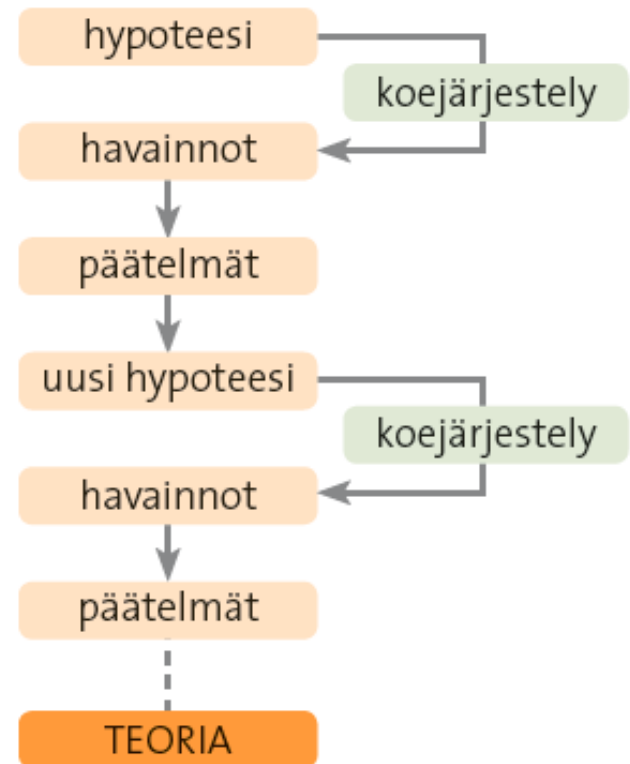 hypoteesi
koejärjestely
havainnot
päätelmät
uusi hypoteesi
koejärjestely
havainnot
päätelmät
TEORIA